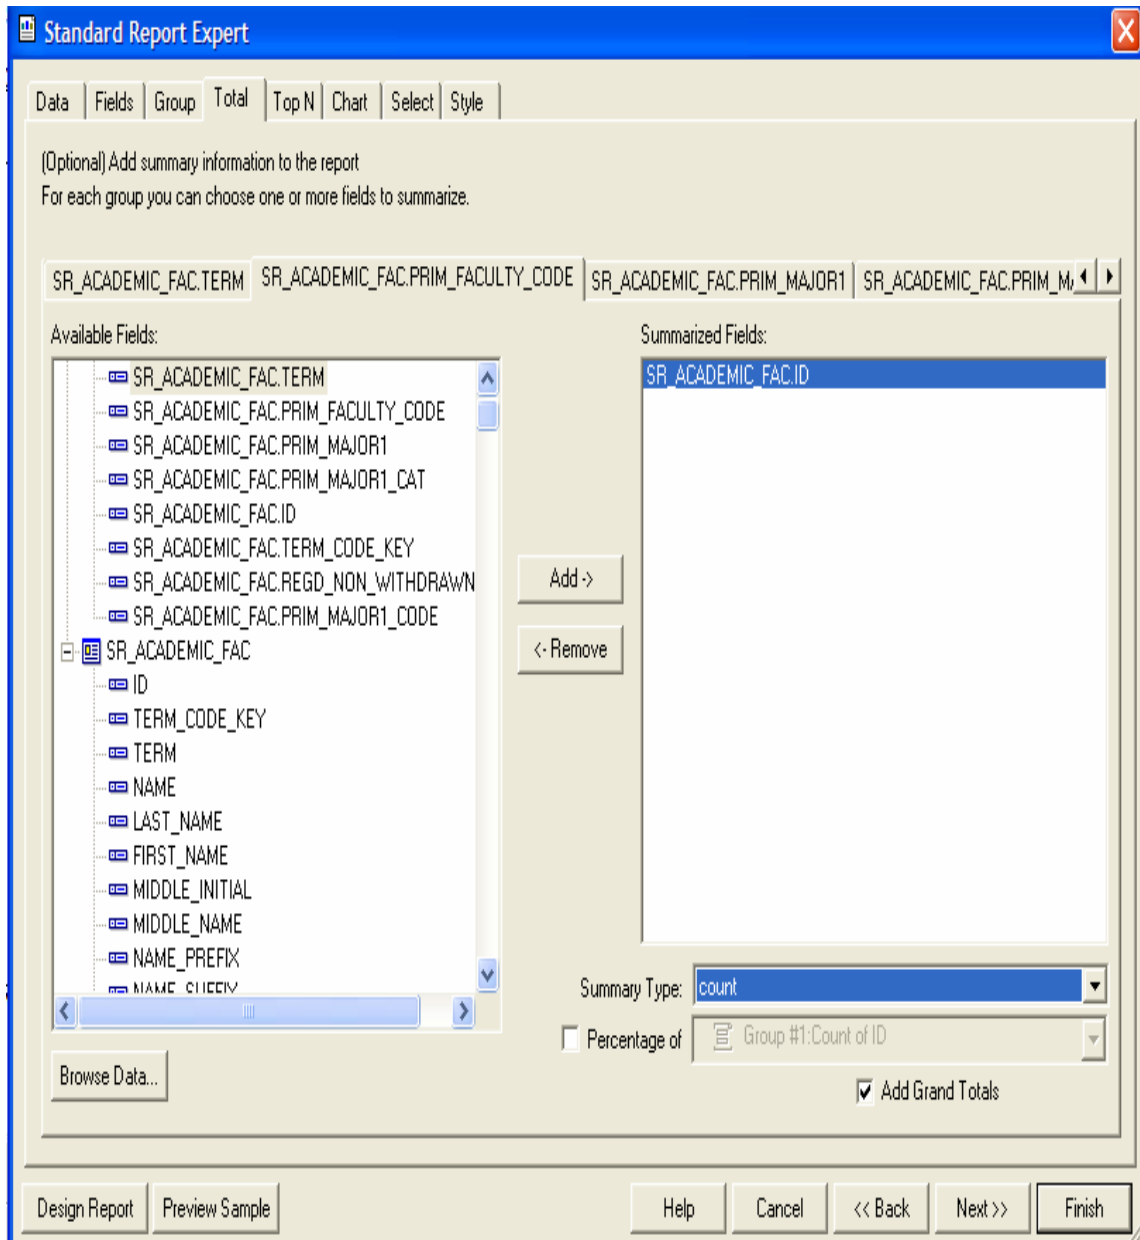 Standard Report Expert
Data Fields Group Total Top N Chart Select Style
(Optional) Add summary information to the report
For each group you can choose one or more fields to summarize.
SR_ACADEMIC_FAC.TERM SR_ACADEMIC_FAC.PRIM_FACULTY_CODE SR_ACADEMIC_FAC.PRIM_MAJOR1 SR_ACADEMIC_FAC.PRIM_M
Available Fields:
SR_ACADEMIC_FAC.TERM
SR_ACADEMIC_FAC.PRIM_FACULTY_CODE
SR_ACADEMIC_FAC.PRIM_MAJOR1
SR_ACADEMIC_FAC.PRIM_MAJOR1_CAT
SR_ACADEMIC_FAC.ID
SR_ACADEMIC_FAC.TERM_CODE_KEY
SR_ACADEMIC_FAC.REGD_NON_WITHDRAWN
SR_ACADEMIC_FAC.PRIM_MAJOR1_CODE
SR_ACADEMIC_FAC
ID
TERM_CODE_KEY
TERM
NAME
LAST_NAME
FIRST_NAME
MIDDLE_INITIAL
MIDDLE_NAME
NAME_PREFIX
NAME_SUFFIX
Browse Data...
Add ->
<- Remove
Summarized Fields:
SR_ACADEMIC_FAC.ID
Summary Type: count
Percentage of Group #1:Count of ID
Add Grand Totals
Design Report Preview Sample Help Cancel << Back Next >> Finish